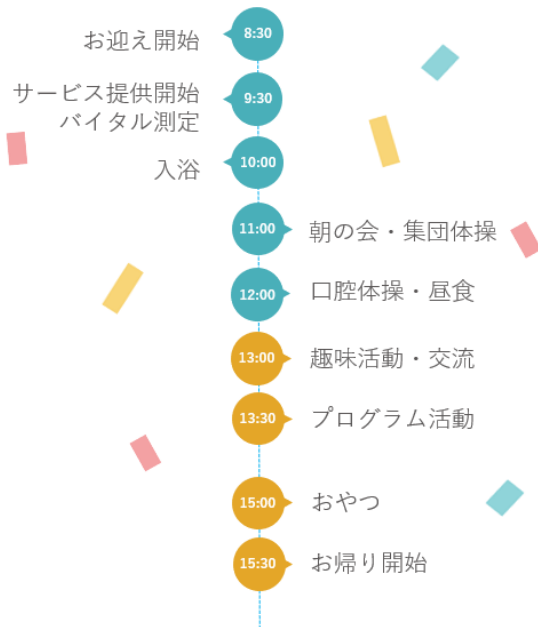 8:30
お迎え開始
9:30
サービス提供開始
バイタル測定
10:00
入浴
11:00
朝の会・集団体操
12:00
口腔体操・昼食
13:00
趣味活動・交流
13:30
プログラム活動
15:00
おやつ
15:30
お帰り開始